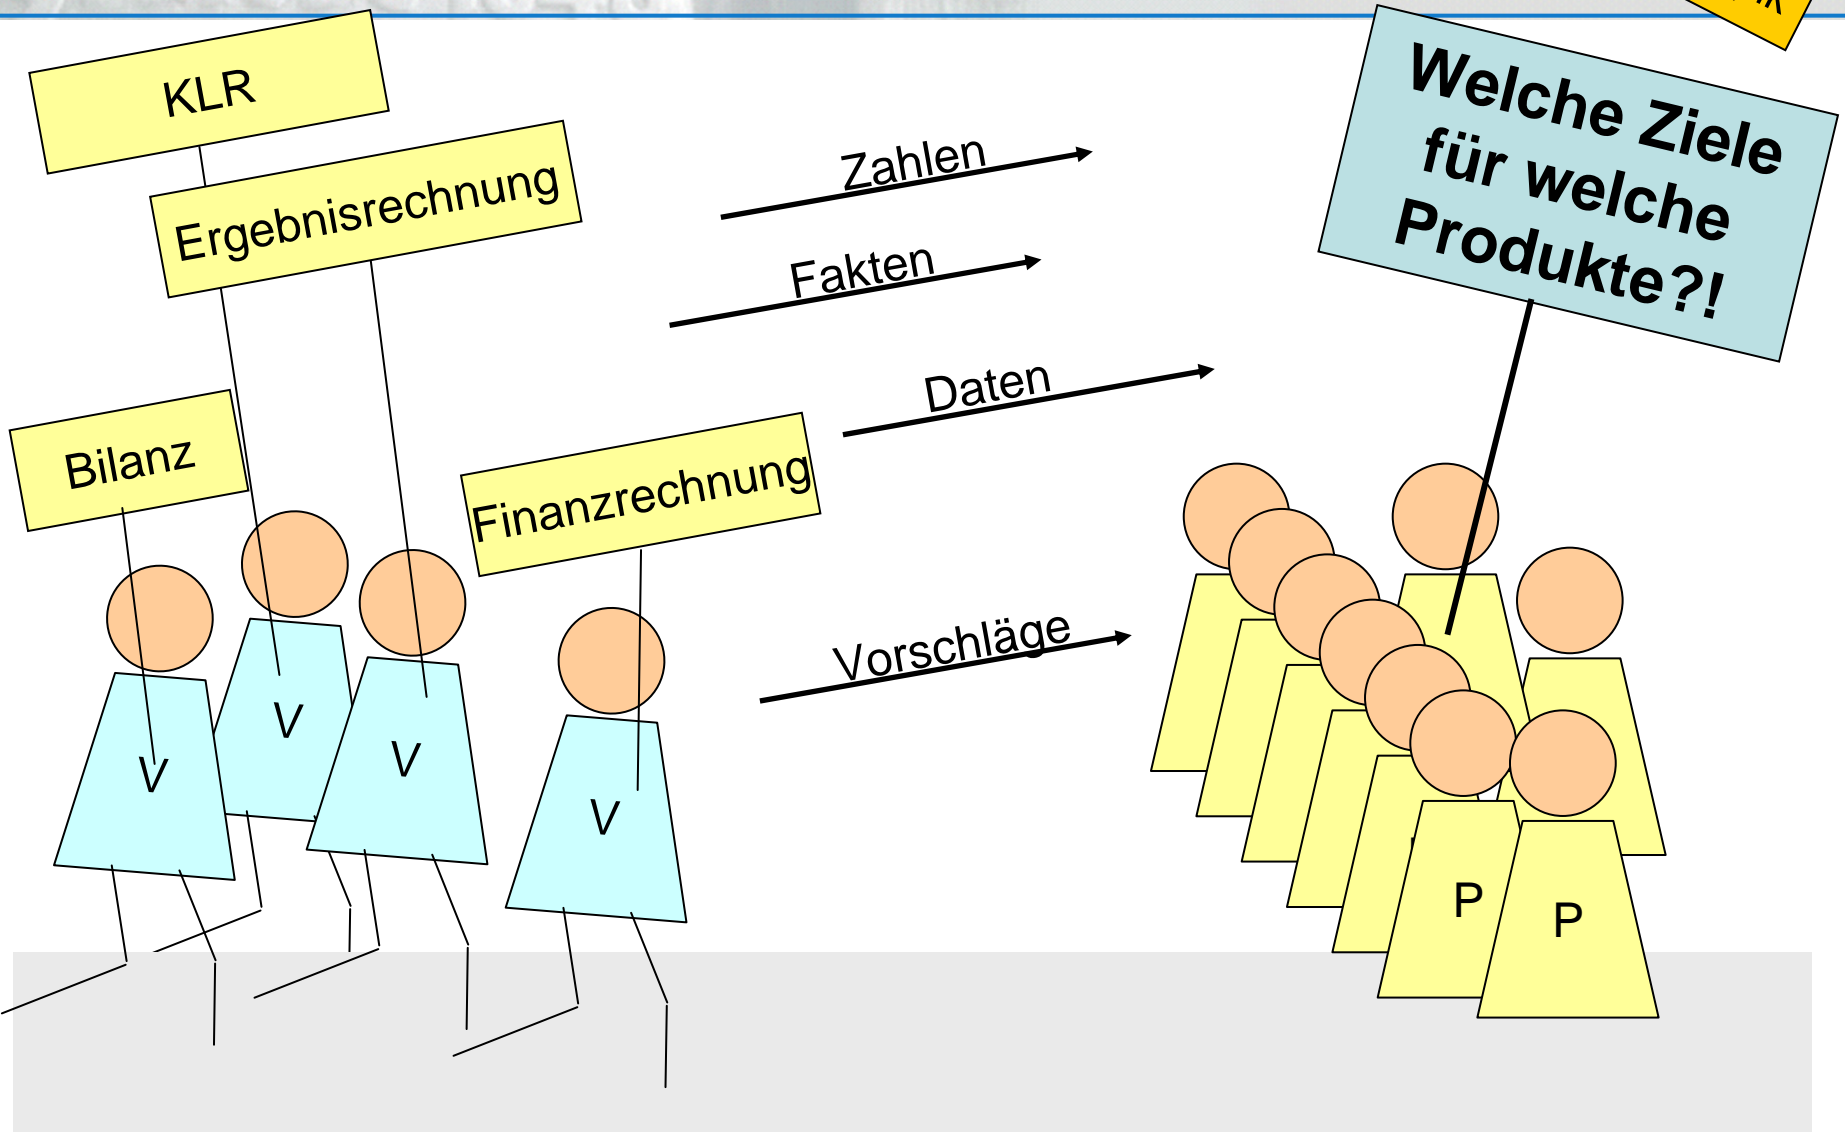 KLR
Ergebnisrechnung
Bilanz
Finanzrechnung
Zahlen
Fakten
Daten
Vorschläge
Welche Ziele
für welche
Produkte?!
V
V
V
V
P
P